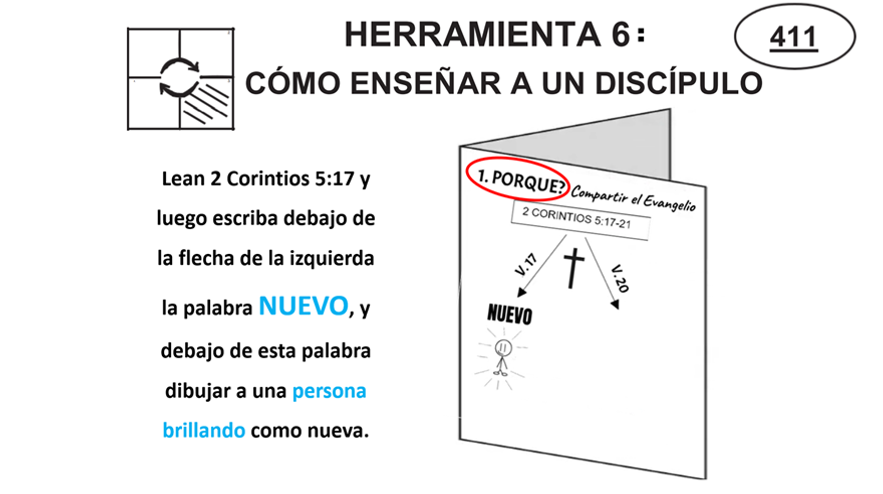 HERRAMIENTA 6:
411
CÓMO ENSEÑAR A UN DISCÍPULO
Lean 2 Corintios 5:17 y
luego escriba debajo de
la flecha de la izquierda
la palabra NUEVO, y
debajo de esta palabra
dibujar a una persona
brillando como nueva.
1. PORQUE? Compartir el Evangelio
2 CORINTIOS 5:17-21
V.17
V.20
NUEVO